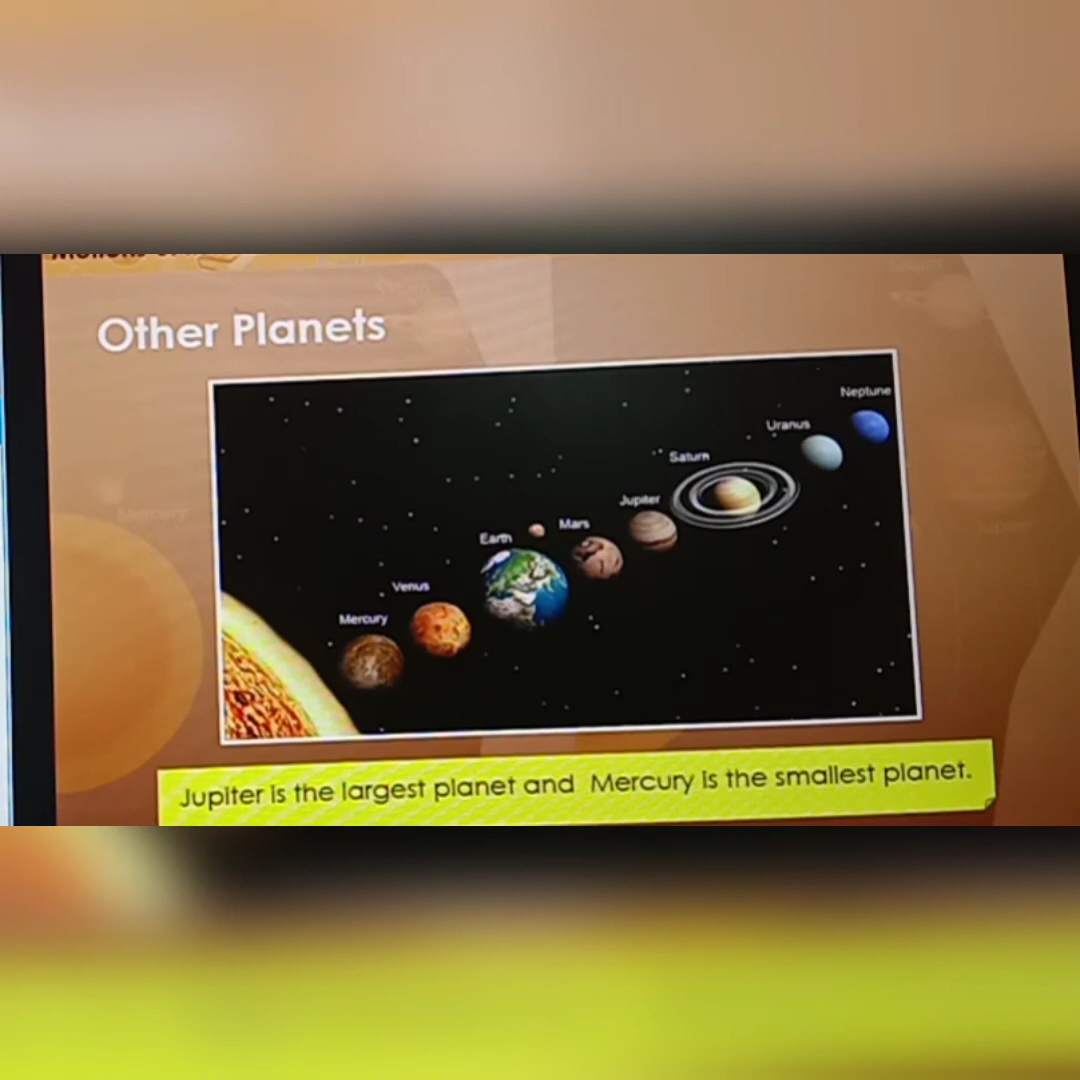 Other Planets
Neptune
Uranus
Saturn
Jupiter
Mars
Earth
Venus
Mercury
Jupiter is the largest planet and Mercury is the smallest planet.